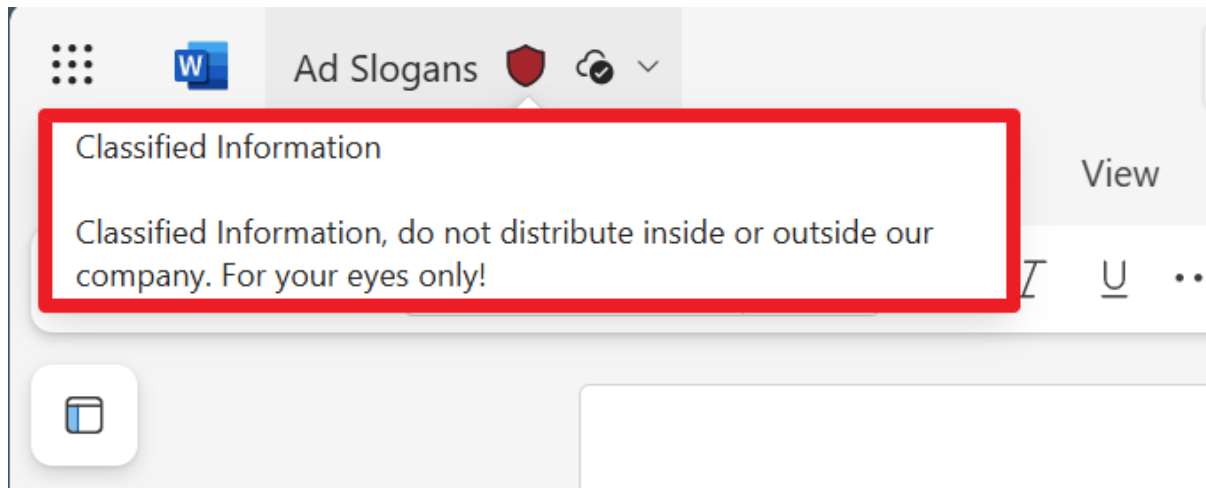 W
Ad Slogans
Classified Information
View
Classified Information, do not distribute inside or outside our
company. For your eyes only!
I U